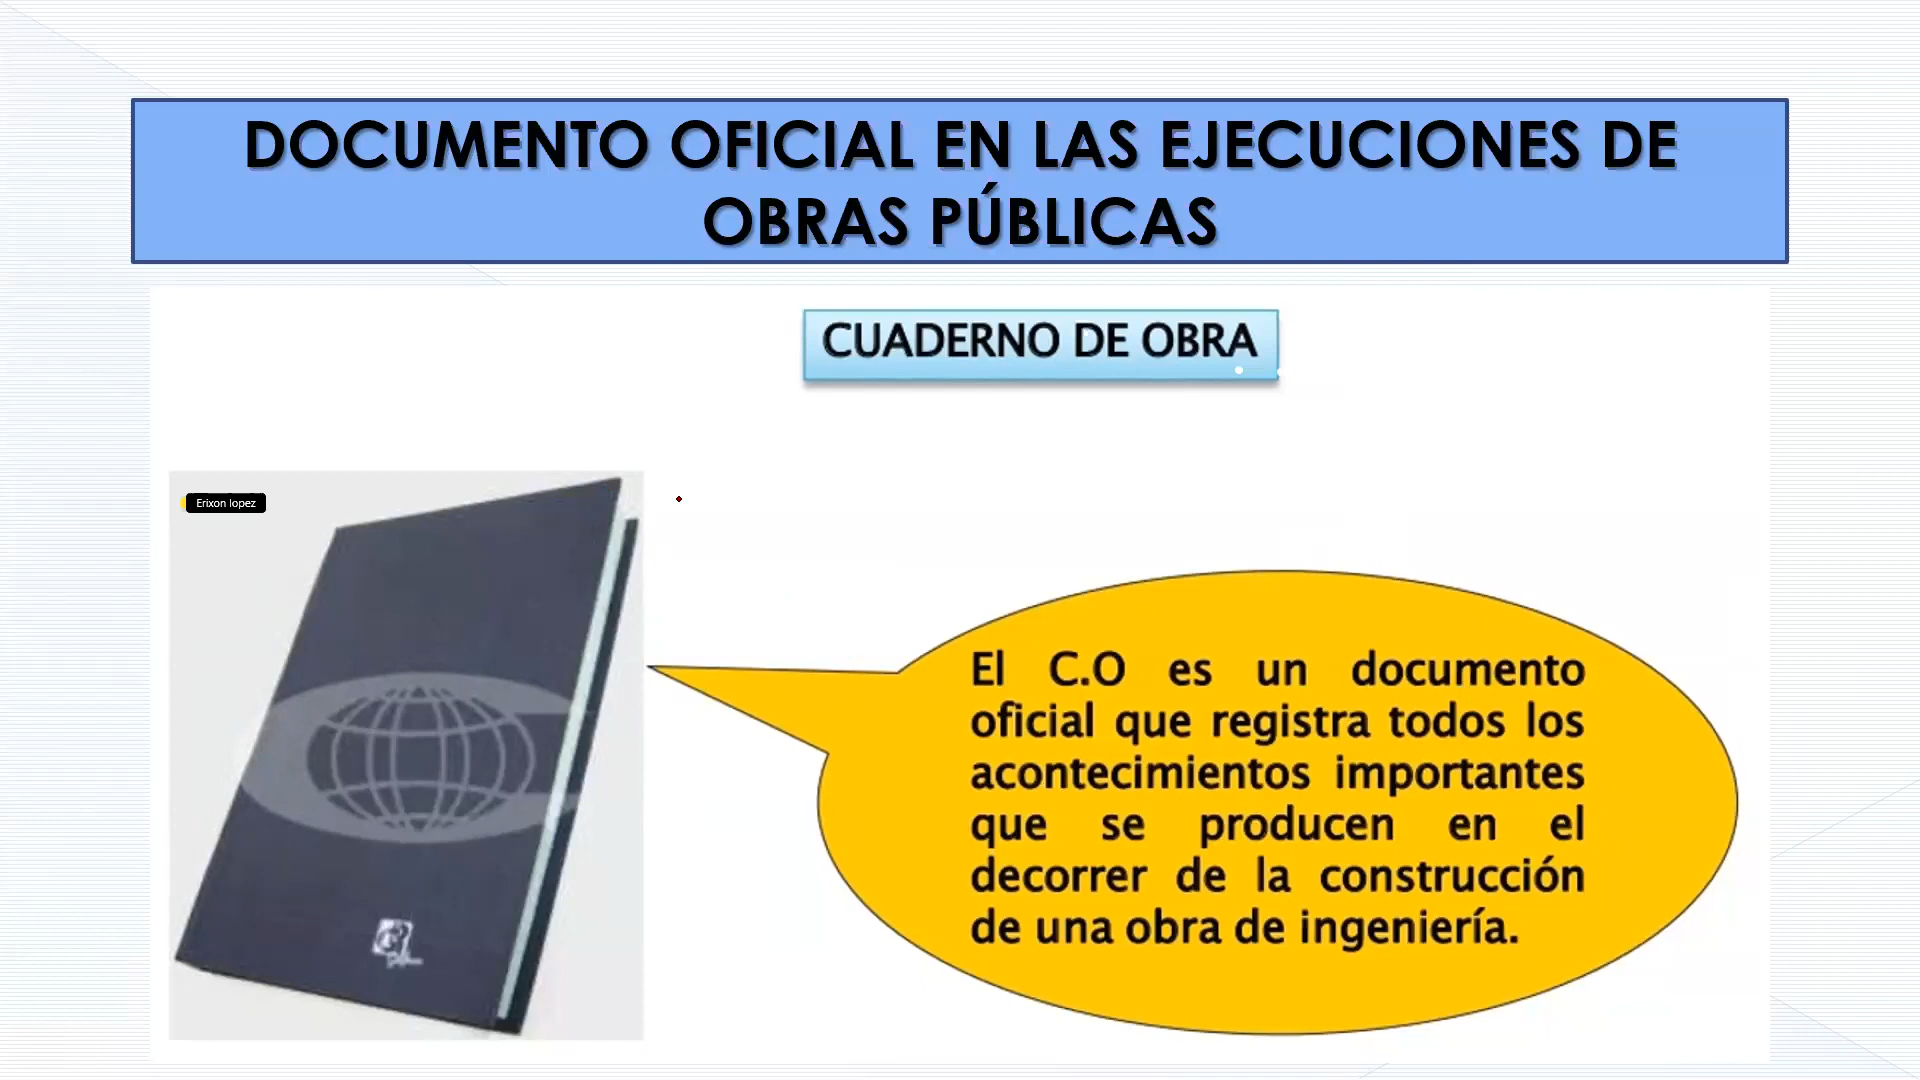 DOCUMENTO OFICIAL EN LAS EJECUCIONES DE
OBRAS PÚBLICAS
CUADERNO DE OBRA
Erixon lopez
El C.O es un documento
oficial que registra todos los
acontecimientos importantes
que se producen en el
decorrer de la construcción
de una obra de ingeniería.